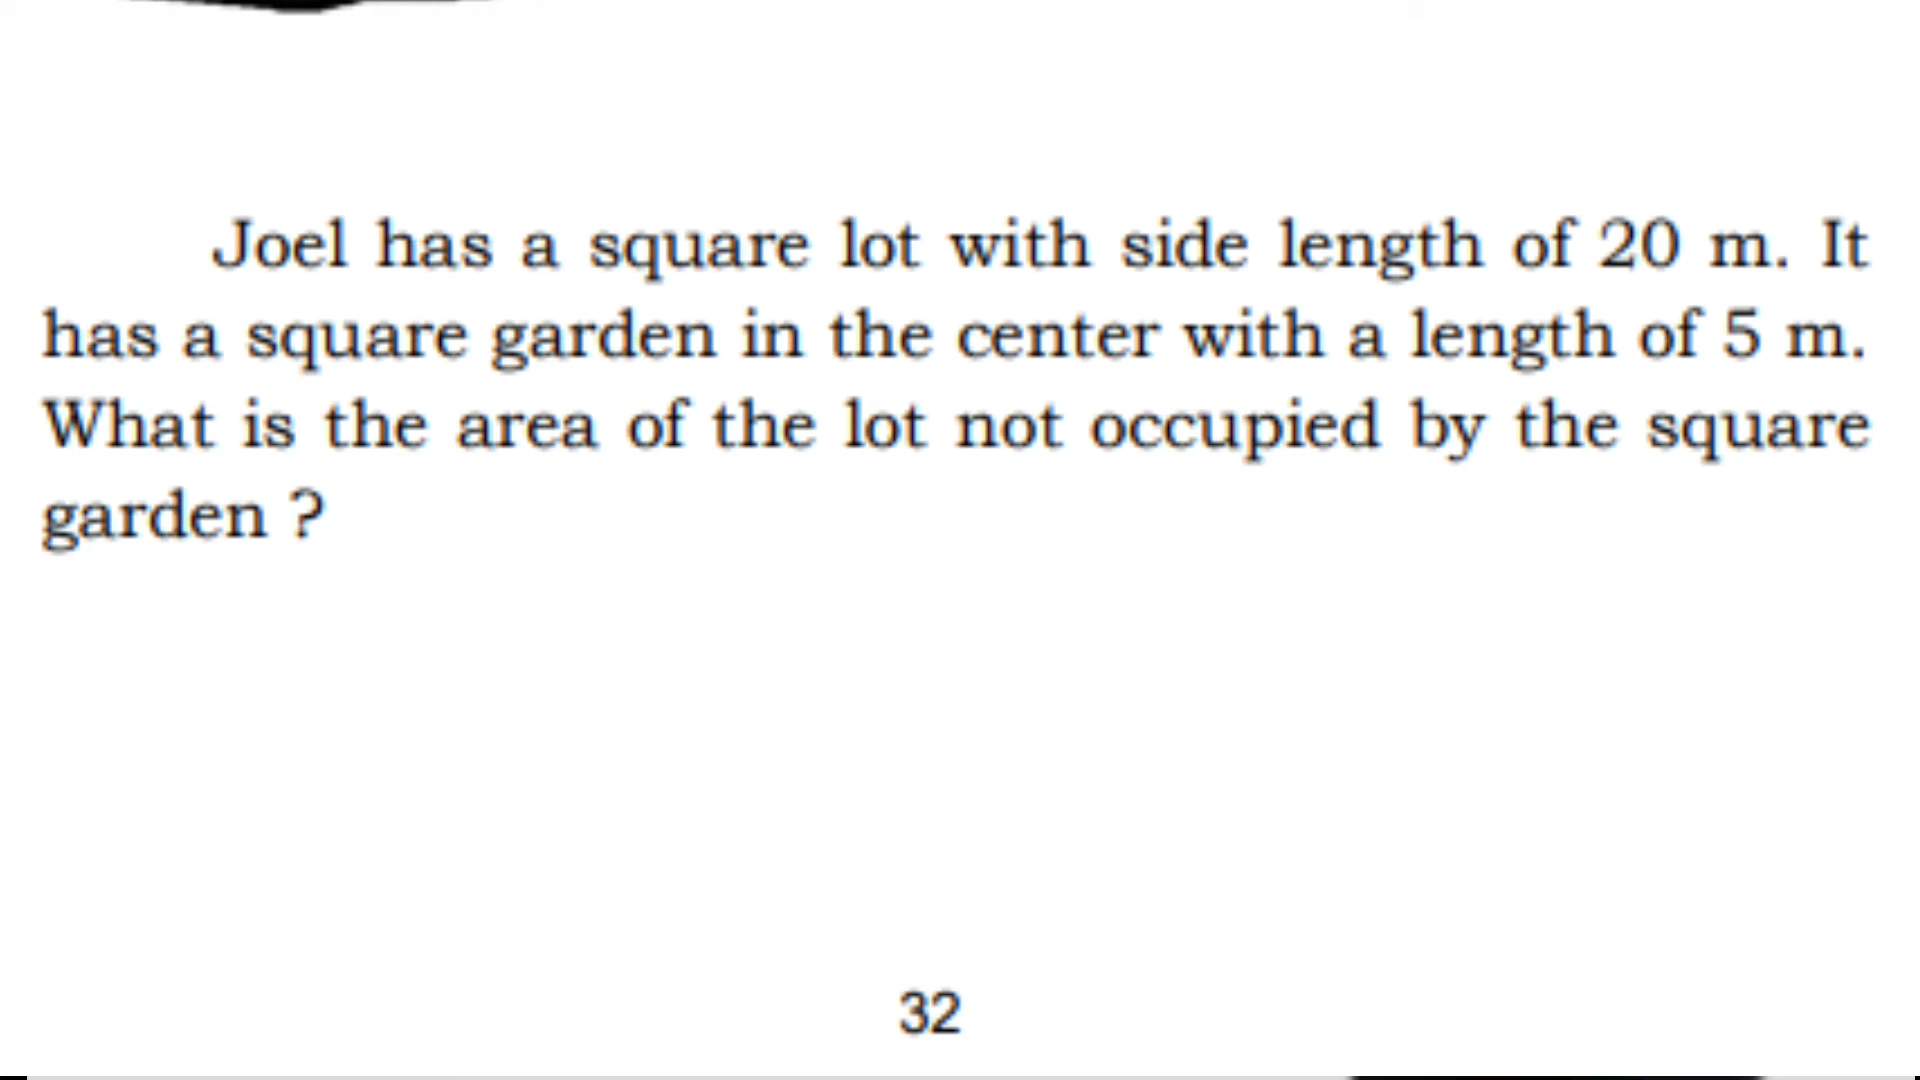 Joel has a square lot with side length of 20 m. It
has a square garden in the center with a length of 5 m.
What is the area of the lot not occupied by the square
garden ?
32